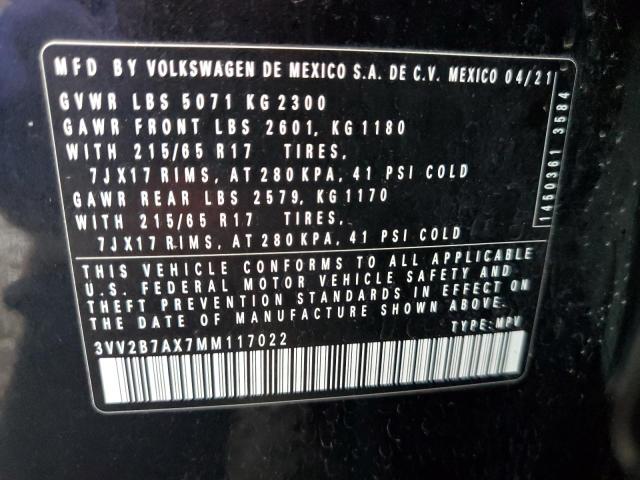 MFD BY VOLKSWAGEN DE MEXICO S.A. DE C.V. MEXICO 04/21
GVWR LBS 5071 KG 2300
GAWR FRONT LBS 2601, KG 1180
WITH 215/65 R17 TIRES,
7JX17 RIMS, AT 280 KPA, 41 PSI COLD
GAWR REAR LBS 2579, KG 1170
WITH 215/65 R17 TIRES,
7JX17 RIMS, AT 280 KPA, 41 PSI COLD
1450361 3584
THIS VEHICLE CONFORMS TO ALL APPLICABLE
U.S. FEDERAL MOTOR VEHICLE SAFETY AND
THEFT PREVENTION STANDARDS IN EFFECT ON
THE DATE OF MANUFACTURE SHOWN ABOVE.
3VV2B7AX7MM117022 TYPE: MPV